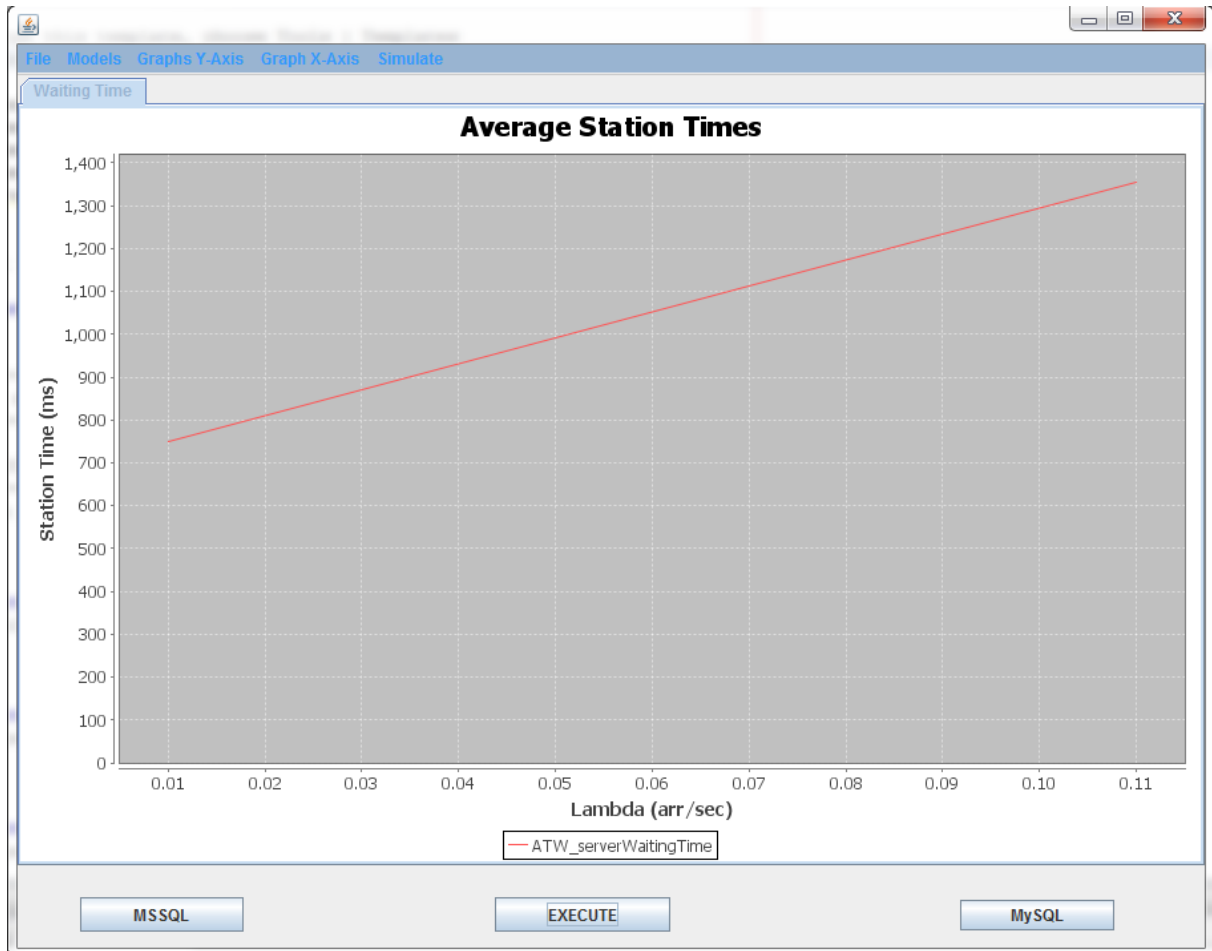 File Models Graphs Y-Axis Graph X-Axis Simulate
Waiting Time
Average Station Times
1,400
1,300
1,200
1,100
1,000
900
800
700
600
500
400
300
200
100
0
Station Time (ms)
0.01 0.02 0.03 0.04 0.05 0.06 0.07 0.08 0.09 0.10 0.11
Lambda (arr/sec)
ATW_serverWaitingTime
MSSQL EXECUTE MySQL